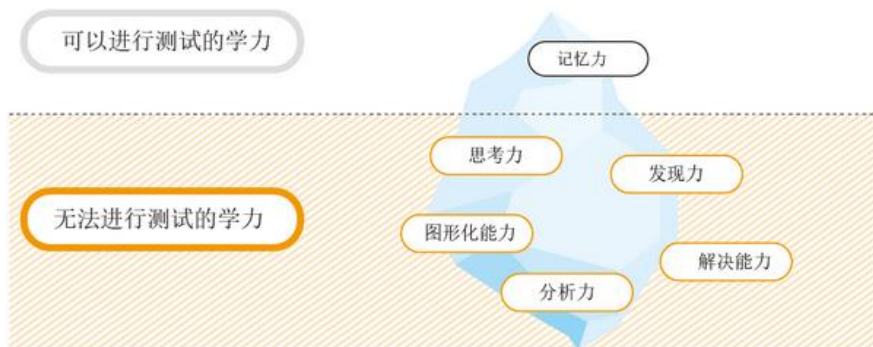 可以进行测试的学力
记忆力
思考力
发现力
无法进行测试的学力
图形化能力
解决能力
分析力